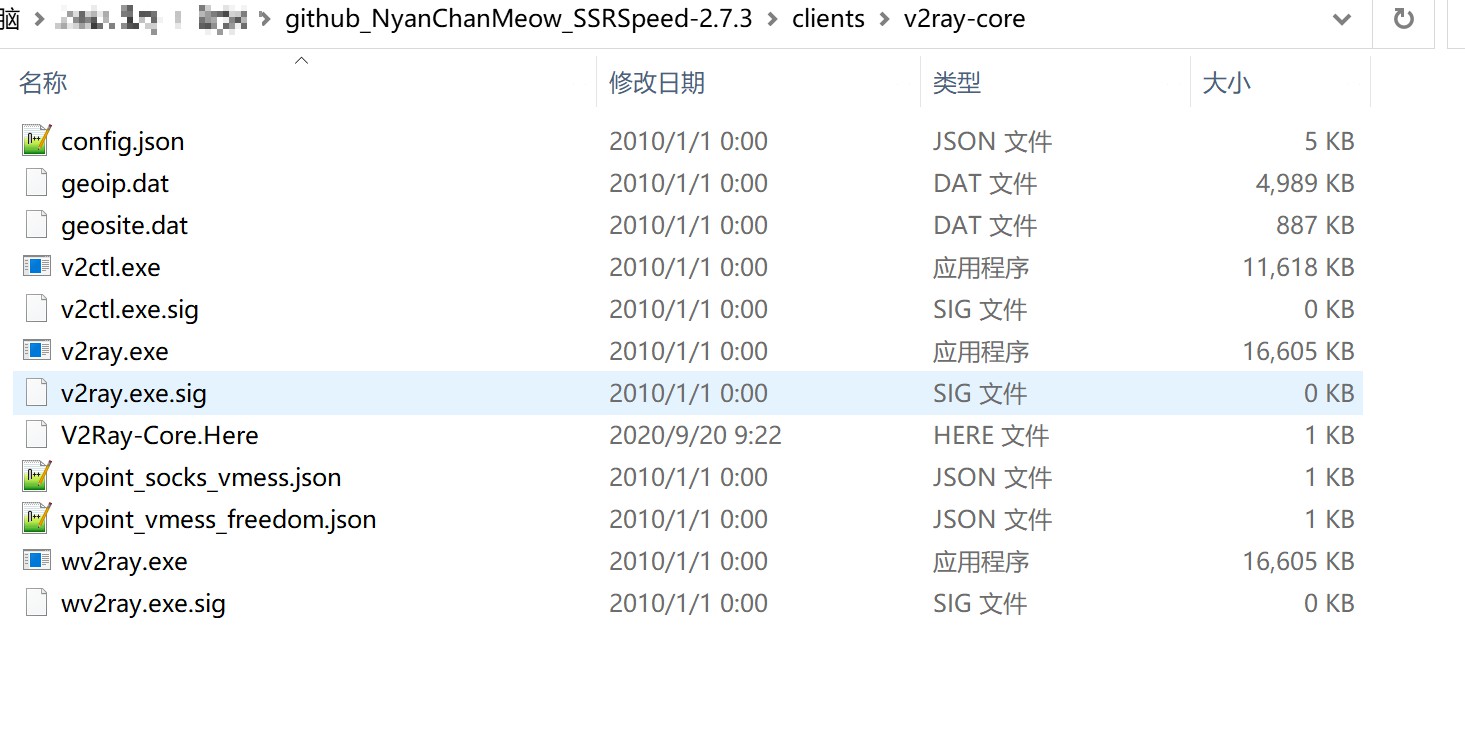 脑 › github_NyanChanMeow_SSRSpeed-2.7.3 › clients › v2ray-core
名称 修改日期 类型 大小
config.json 2010/1/1 0:00 JSON 文件 5 KB
geoip.dat 2010/1/1 0:00 DAT 文件 4,989 KB
geosite.dat 2010/1/1 0:00 DAT 文件 887 KB
v2ctl.exe 2010/1/1 0:00 应用程序 11,618 KB
v2ctl.exe.sig 2010/1/1 0:00 SIG 文件 0 KB
v2ray.exe 2010/1/1 0:00 应用程序 16,605 KB
v2ray.exe.sig 2010/1/1 0:00 SIG 文件 0 KB
V2Ray-Core.Here 2020/9/20 9:22 HERE 文件 1 KB
vpoint_socks_vmess.json 2010/1/1 0:00 JSON 文件 1 KB
vpoint_vmess_freedom.json 2010/1/1 0:00 JSON 文件 1 KB
wv2ray.exe 2010/1/1 0:00 应用程序 16,605 KB
wv2ray.exe.sig 2010/1/1 0:00 SIG 文件 0 KB